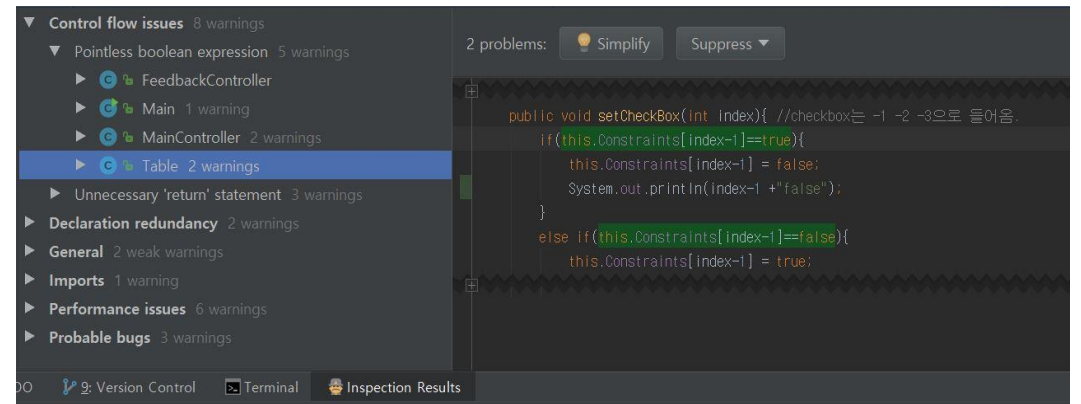 Control flow issues 8 warnings
Pointless boolean expression 5 warnings
FeedbackController
Main 1 warning
MainController 2 warnings
Table 2 warnings
Unnecessary 'return' statement 3 warnings
Declaration redundancy 2 warnings
General 2 weak warnings
Imports 1 warning
Performance issues 6 warnings
Probable bugs 3 warnings
2 problems: Simplify Suppress
public void setCheckBox(int index){ //checkbox는 -1 -2 -3으로 들어옴.
if(this.Constraints[index-1]==true){
this.Constraints[index-1] = false;
System.out.println(index-1 +"false");
}
else if(this.Constraints[index-1]==false){
this.Constraints[index-1] = true;
DO 9: Version Control Terminal Inspection Results